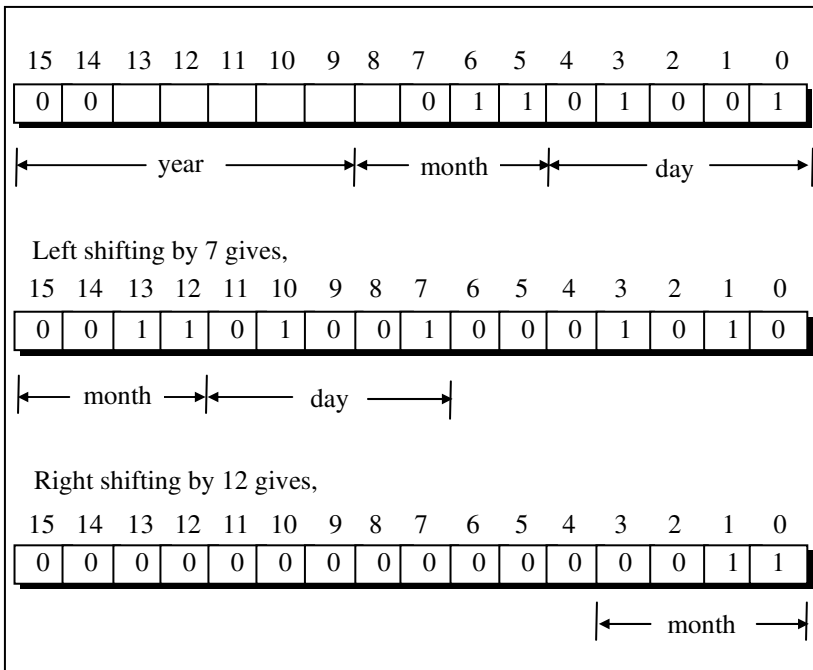 15 14 13 12 11 10 9 8 7 6 5 4 3 2 1 0
0 0 0 1 1 0 1 0 0 1
year month day
Left shifting by 7 gives,
15 14 13 12 11 10 9 8 7 6 5 4 3 2 1 0
0 0 1 1 0 1 0 0 1 0 0 0 1 0 1 0
month day
Right shifting by 12 gives,
15 14 13 12 11 10 9 8 7 6 5 4 3 2 1 0
0 0 0 0 0 0 0 0 0 0 0 0 0 0 1 1
month